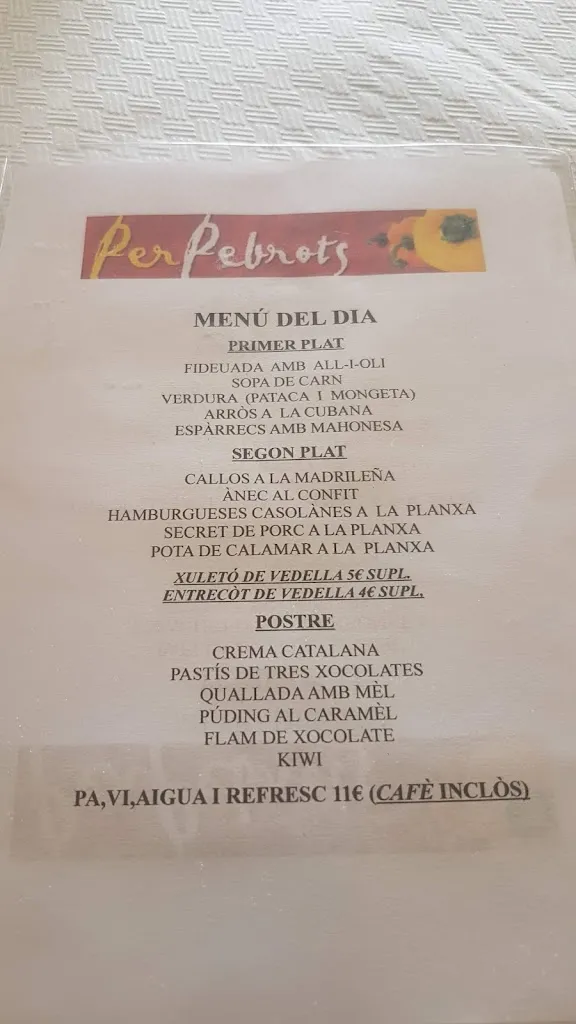 Per Pebrots
MENÚ DEL DIA
PRIMER PLAT
FIDEUADA AMB ALL-I-OLI
SOPA DE CARN
VERDURA (PATACA I MONGETA)
ARRÒS A LA CUBANA
ESPÀRRECS AMB MAHONESA
SEGON PLAT
CALLOS A LA MADRILEÑA
ÀNEC AL CONFIT
HAMBURGUESES CASOLÀNES A LA PLANXA
SECRET DE PORC A LA PLANXA
POTA DE CALAMAR A LA PLANXA
XULETÓ DE VEDELLA 5€ SUPL.
ENTRECÒT DE VEDELLA 4€ SUPL.
POSTRE
CREMA CATALANA
PASTÍS DE TRES XOCOLATES
QUALLADA AMB MÈL
PÚDING AL CARAMÈL
FLAM DE XOCOLATE
KIWI
PA,VI,AIGUA I REFRESC 11€ (CAFÈ INCLÒS)